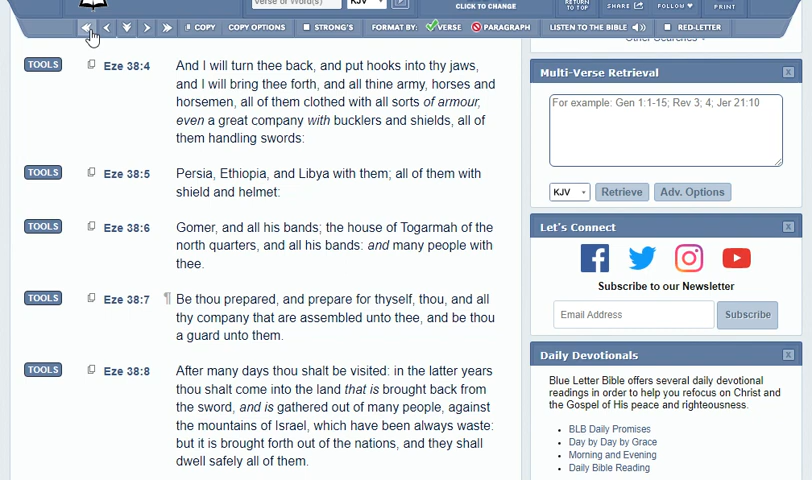 Verse or Word(s)
KJV
CLICK TO CHANGE
RETURN
TO TOP
SHARE
FOLLOW
PRINT
COPY
COPY OPTIONS
STRONG'S
FORMAT BY:
VERSE
PARAGRAPH
LISTEN TO THE BIBLE
RED-LETTER
TOOLS
Eze 38:4
And I will turn thee back, and put hooks into thy jaws,
and I will bring thee forth, and all thine army, horses and
horsemen, all of them clothed with all sorts of armour,
even a great company with bucklers and shields, all of
them handling swords:
TOOLS
Eze 38:5
Persia, Ethiopia, and Libya with them; all of them with
shield and helmet:
TOOLS
Eze 38:6
Gomer, and all his bands; the house of Togarmah of the
north quarters, and all his bands: and many people with
thee.
TOOLS
Eze 38:7
¶ Be thou prepared, and prepare for thyself, thou, and all
thy company that are assembled unto thee, and be thou
a guard unto them.
TOOLS
Eze 38:8
After many days thou shalt be visited: in the latter years
thou shalt come into the land that is brought back from
the sword, and is gathered out of many people, against
the mountains of Israel, which have been always waste:
but it is brought forth out of the nations, and they shall
dwell safely all of them.
Other Searches
Multi-Verse Retrieval
X
For example: Gen 1:1-15; Rev 3; 4; Jer 21:10
KJV
Retrieve
Adv. Options
Let's Connect
X
Subscribe to our Newsletter
Email Address
Subscribe
Daily Devotionals
X
Blue Letter Bible offers several daily devotional
readings in order to help you refocus on Christ and
the Gospel of His peace and righteousness.
• BLB Daily Promises
• Day by Day by Grace
• Morning and Evening
• Daily Bible Reading